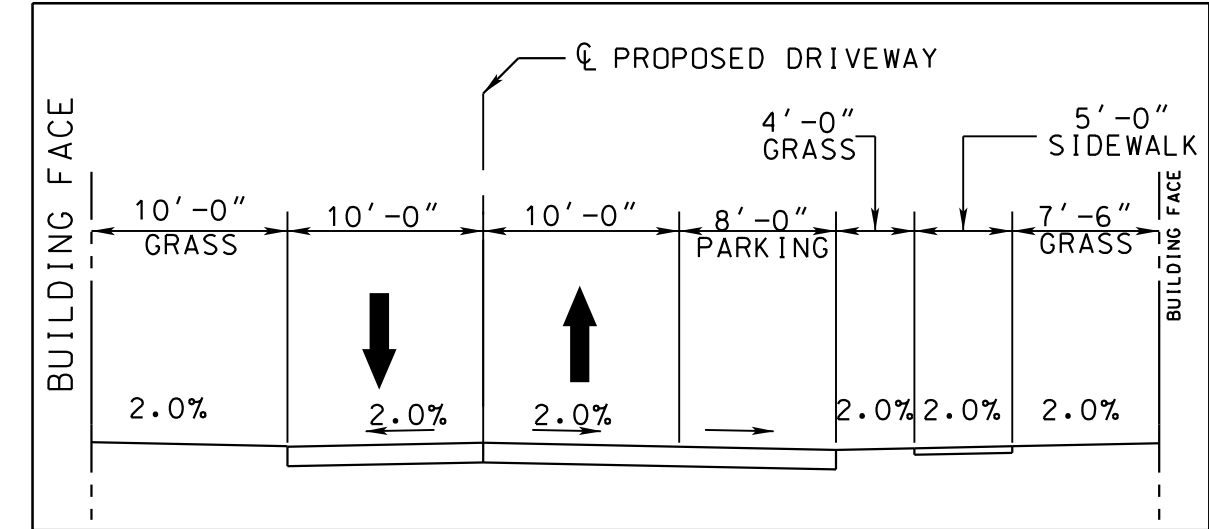 ℄ PROPOSED DRIVEWAY
BUILDING FACE
4'-0"
GRASS
5'-0"
SIDEWALK
10'-0"
GRASS
10'-0"
10'-0"
8'-0"
PARKING
7'-6"
GRASS
BUILDING FACE
2.0%
2.0%
2.0%
2.0%
2.0%
2.0%